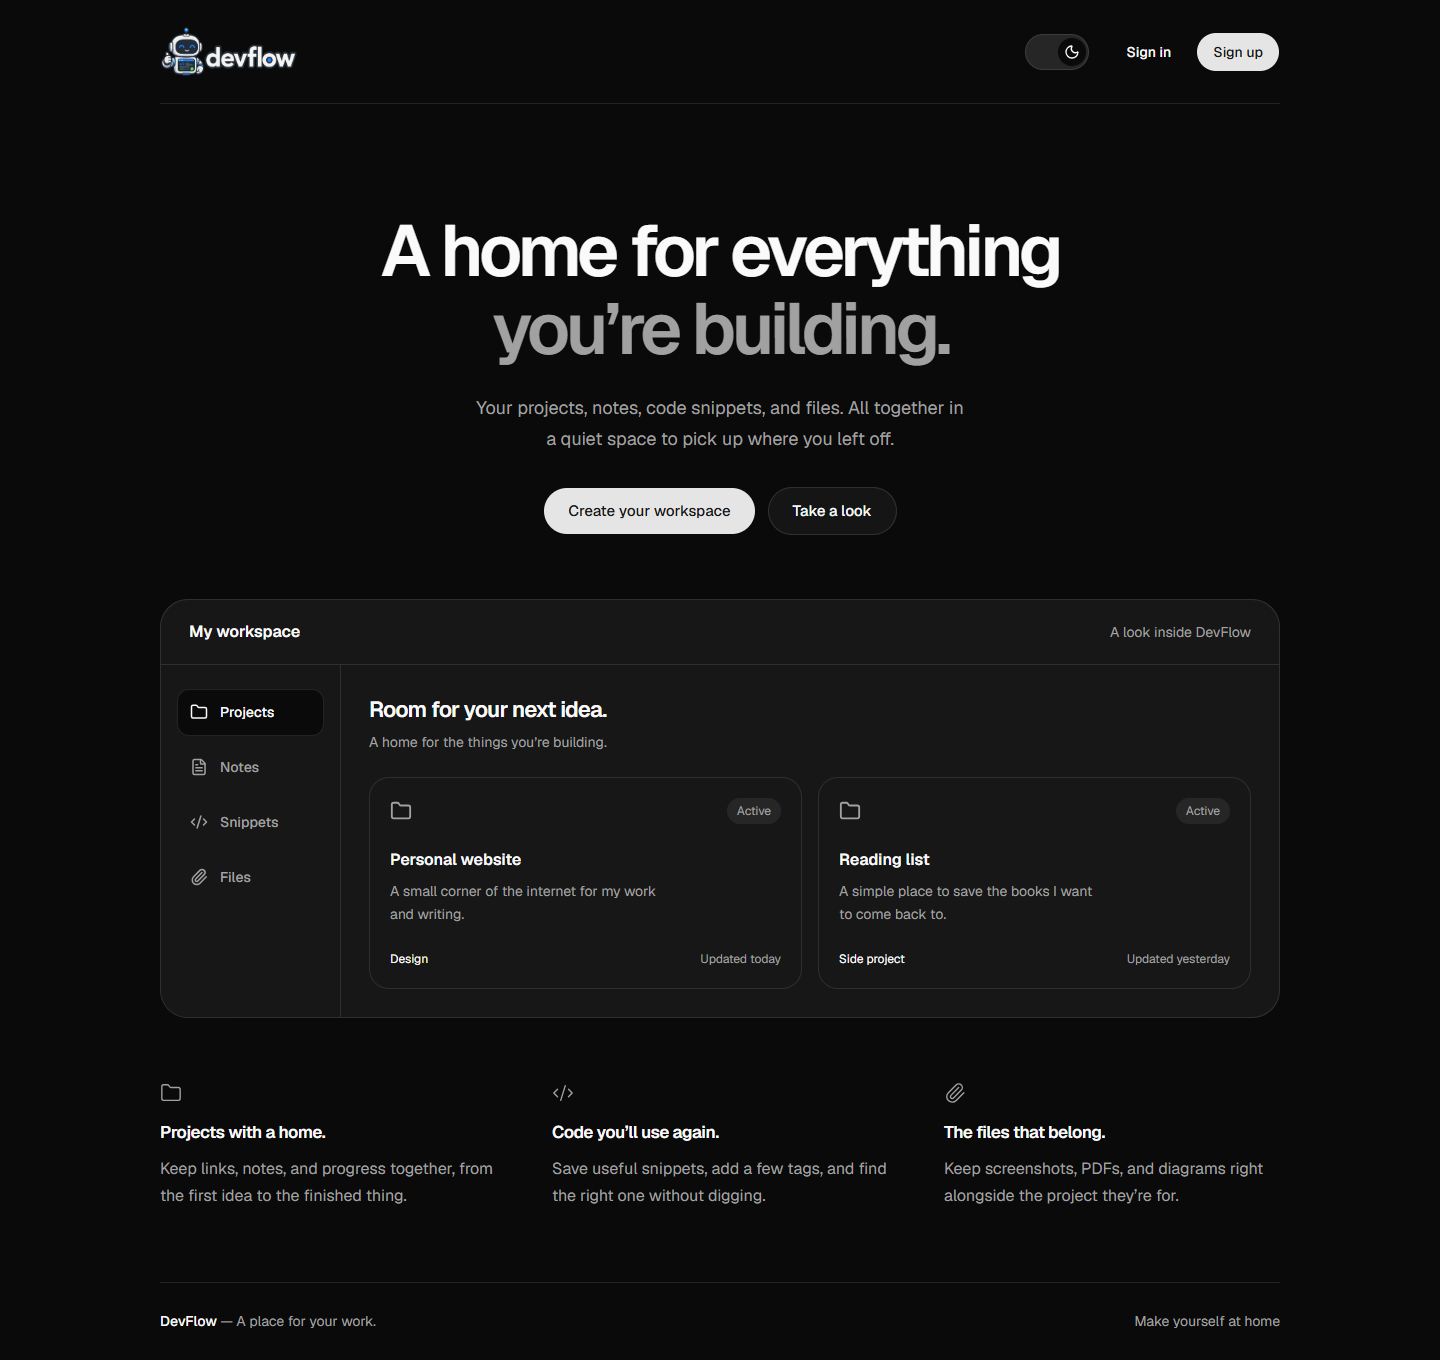 devflow
Sign in
Sign up
A home for everything
you’re building.
Your projects, notes, code snippets, and files. All together in
a quiet space to pick up where you left off.
Create your workspace
Take a look
My workspace
A look inside DevFlow
Projects
Notes
Snippets
Files
Room for your next idea.
A home for the things you’re building.
Active
Personal website
A small corner of the internet for my work
and writing.
Design
Updated today
Active
Reading list
A simple place to save the books I want
to come back to.
Side project
Updated yesterday
Projects with a home.
Keep links, notes, and progress together, from
the first idea to the finished thing.
Code you’ll use again.
Save useful snippets, add a few tags, and find
the right one without digging.
The files that belong.
Keep screenshots, PDFs, and diagrams right
alongside the project they’re for.
DevFlow — A place for your work.
Make yourself at home